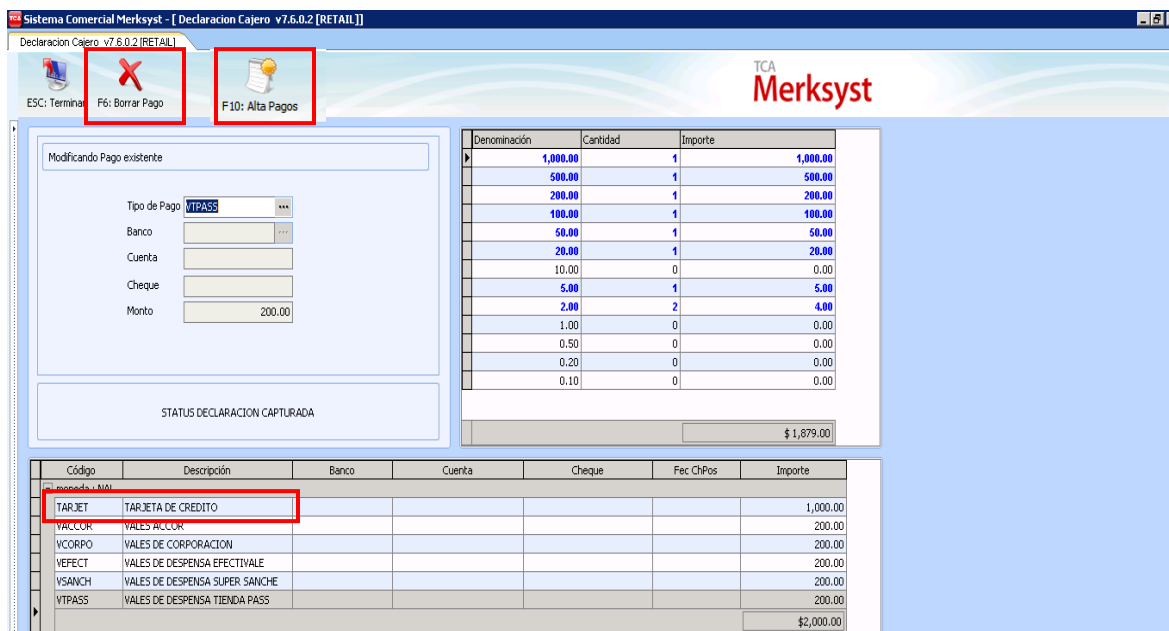 Sistema Comercial Merksyst - [ Declaracion Cajero v7.6.0.2 [RETAIL]]
Declaracion Cajero v7.6.0.2 [RETAIL]
ESC: Terminar F6: Borrar Pago F10: Alta Pagos
TCA
Merksyst
Modificando Pago existente
Tipo de Pago VTPASS ...
Banco ...
Cuenta
Cheque
Monto 200.00
STATUS DECLARACION CAPTURADA
Denominación Cantidad Importe
1,000.00 1 1,000.00
500.00 1 500.00
200.00 1 200.00
100.00 1 100.00
50.00 1 50.00
20.00 1 20.00
10.00 0 0.00
5.00 1 5.00
2.00 2 4.00
1.00 0 0.00
0.50 0 0.00
0.20 0 0.00
0.10 0 0.00
$ 1,879.00
Código Descripción Banco Cuenta Cheque Fec ChPos Importe
moneda : NAL
TARJET TARJETA DE CREDITO 1,000.00
VACCOR VALES ACCOR 200.00
VCORPO VALES DE CORPORACION 200.00
VEFECT VALES DE DESPENSA EFECTIVALE 200.00
VSANCH VALES DE DESPENSA SUPER SANCHE 200.00
VTPASS VALES DE DESPENSA TIENDA PASS 200.00
$2,000.00